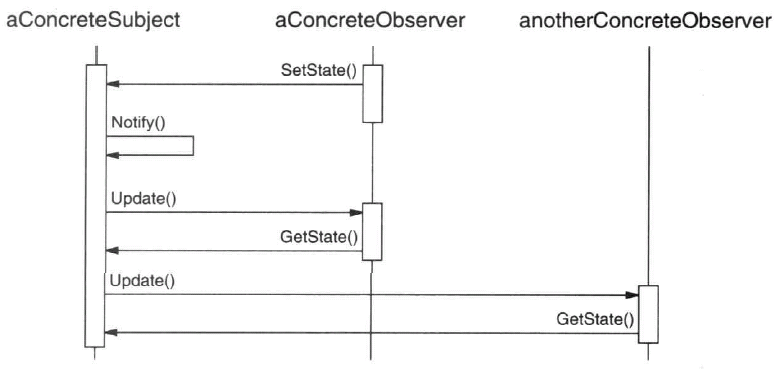 aConcreteSubject aConcreteObserver anotherConcreteObserver
SetState()
Notify()
Update()
GetState()
Update()
GetState()